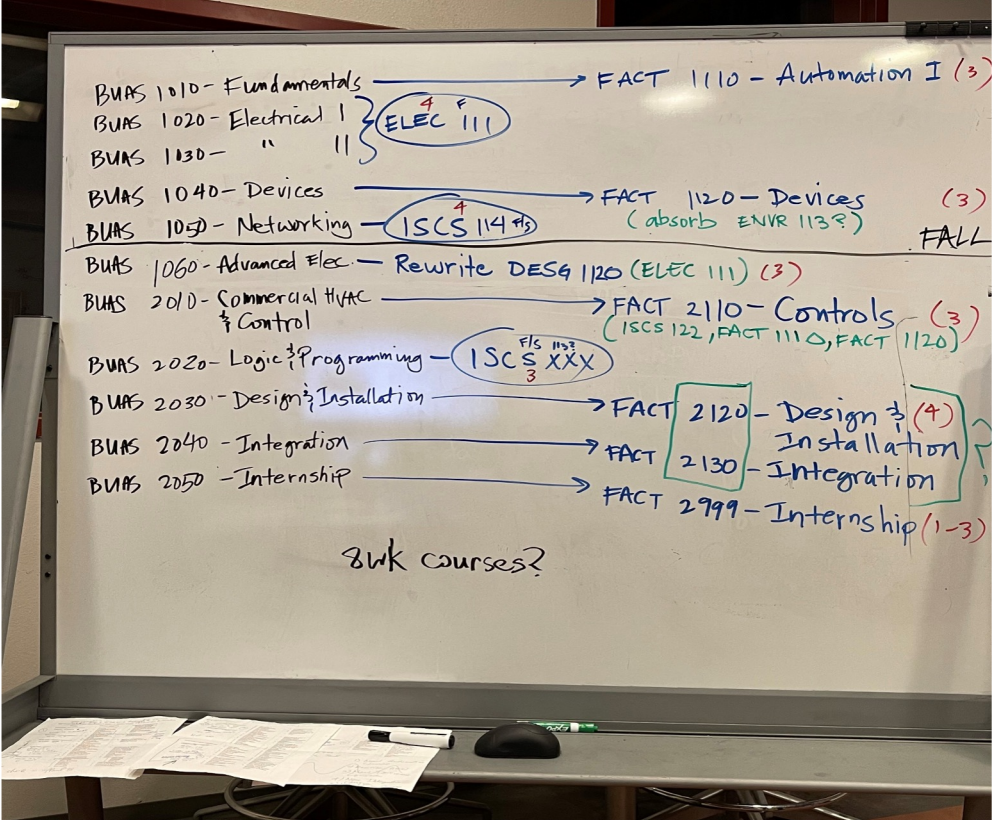 BUAS 1010 - Fundamentals → FACT 1110 - Automation I (3)
BUAS 1020 - Electrical I } 4 F ELEC 111
BUAS 1030 - " II
BUAS 1040 - Devices → FACT 1120 - Devices (3)
(absorb ENVR 113?)
BUAS 1050 - Networking - 4 ISCS 114 F/S
FALL
BUAS 1060 - Advanced Elec. - Rewrite DESG 1120 (ELEC 111) (3)
BUAS 2010 - Commercial HVAC & Control → FACT 2110 - Controls (3)
(ISCS 122, FACT 1110, FACT 1120)
BUAS 2020 - Logic & Programming - F/S 113? ISCS XXX 3
BUAS 2030 - Design & Installation → FACT 2120 - Design & Installation (4)
BUAS 2040 - Integration → FACT 2130 - Integration ?
BUAS 2050 - Internship → FACT 2999 - Internship (1-3)
8wk courses?
EXPO